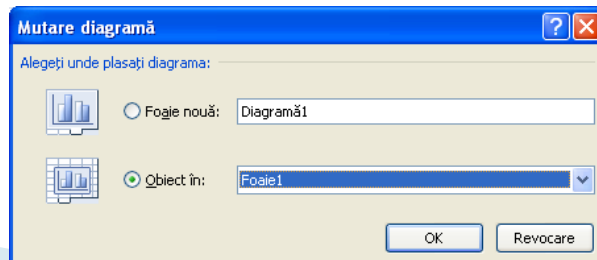 Mutare diagramă
Alegeți unde plasați diagrama:
Foaie nouă: Diagramă1
Obiect în: Foaie1
OK Revocare